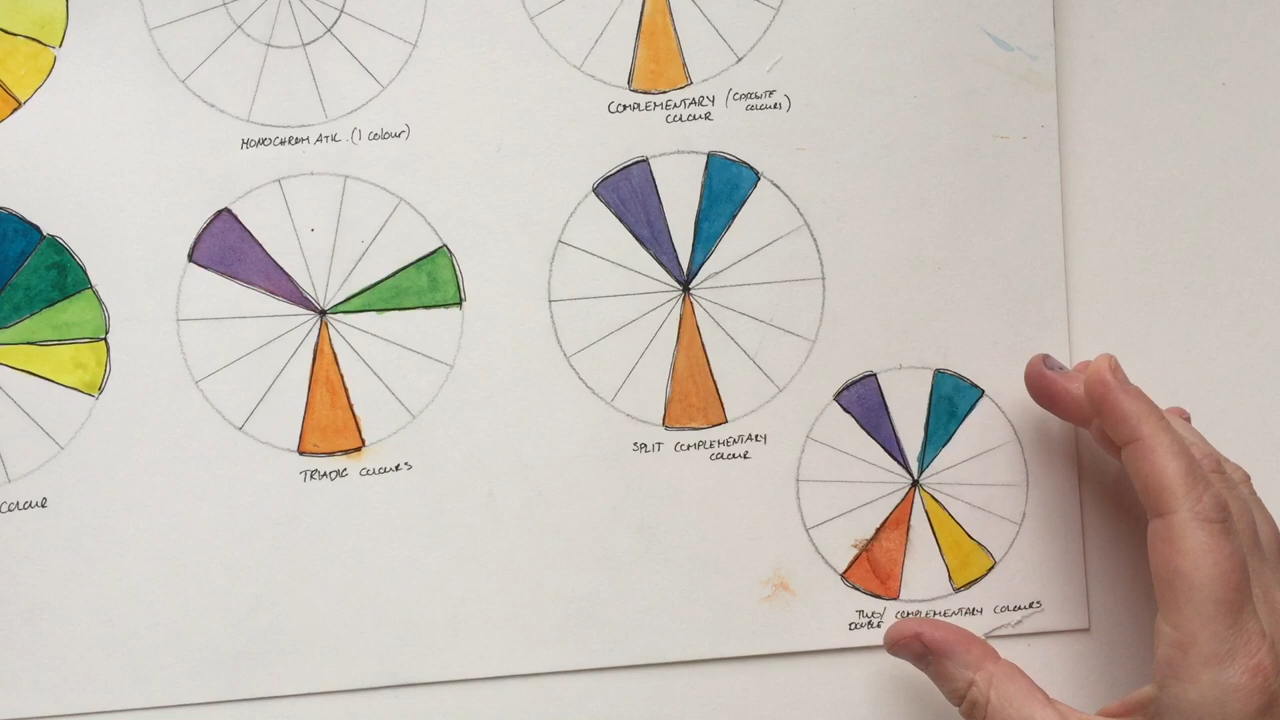 COMPLEMENTARY (OPPOSITE
COLOURS)
COLOUR
MONOCHROMATIC. (1 colour)
SPLIT COMPLEMENTARY
COLOUR
TRIADIC COLOURS
COLOUR
TWO/ COMPLEMENTARY COLOURS
DOUBLE